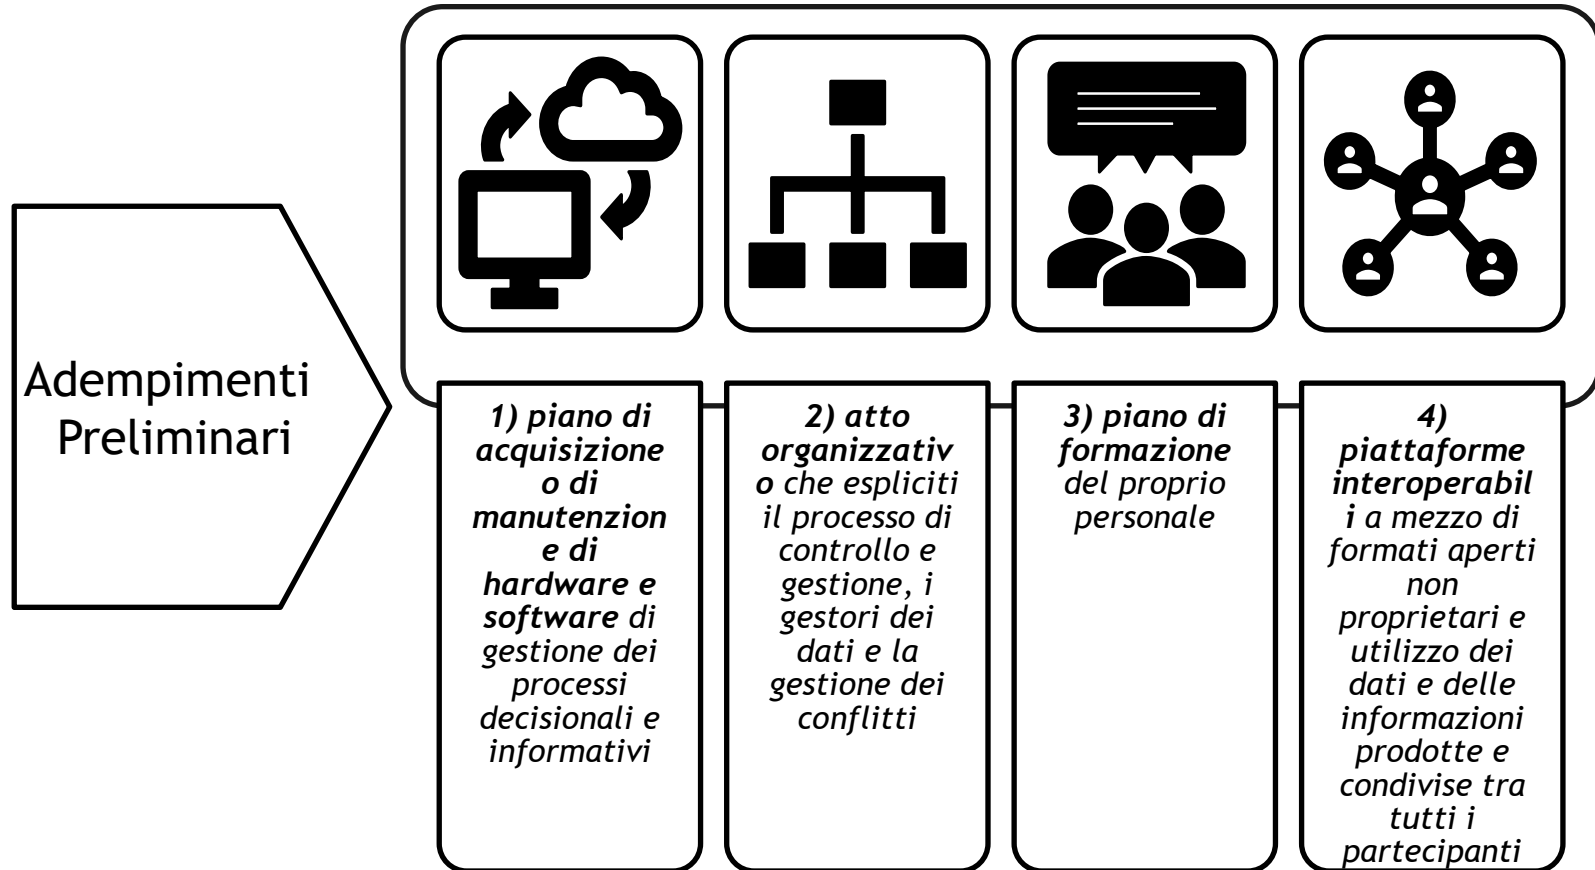 Adempimenti
Preliminari
1) piano di
acquisizione
o di
manutenzion
e di
hardware e
software di
gestione dei
processi
decisionali e
informativi
2) atto
organizzativ
o che espliciti
il processo di
controllo e
gestione, i
gestori dei
dati e la
gestione dei
conflitti
3) piano di
formazione
del proprio
personale
4)
piattaforme
interoperabil
i a mezzo di
formati aperti
non
proprietari e
utilizzo dei
dati e delle
informazioni
prodotte e
condivise tra
tutti i
partecipanti